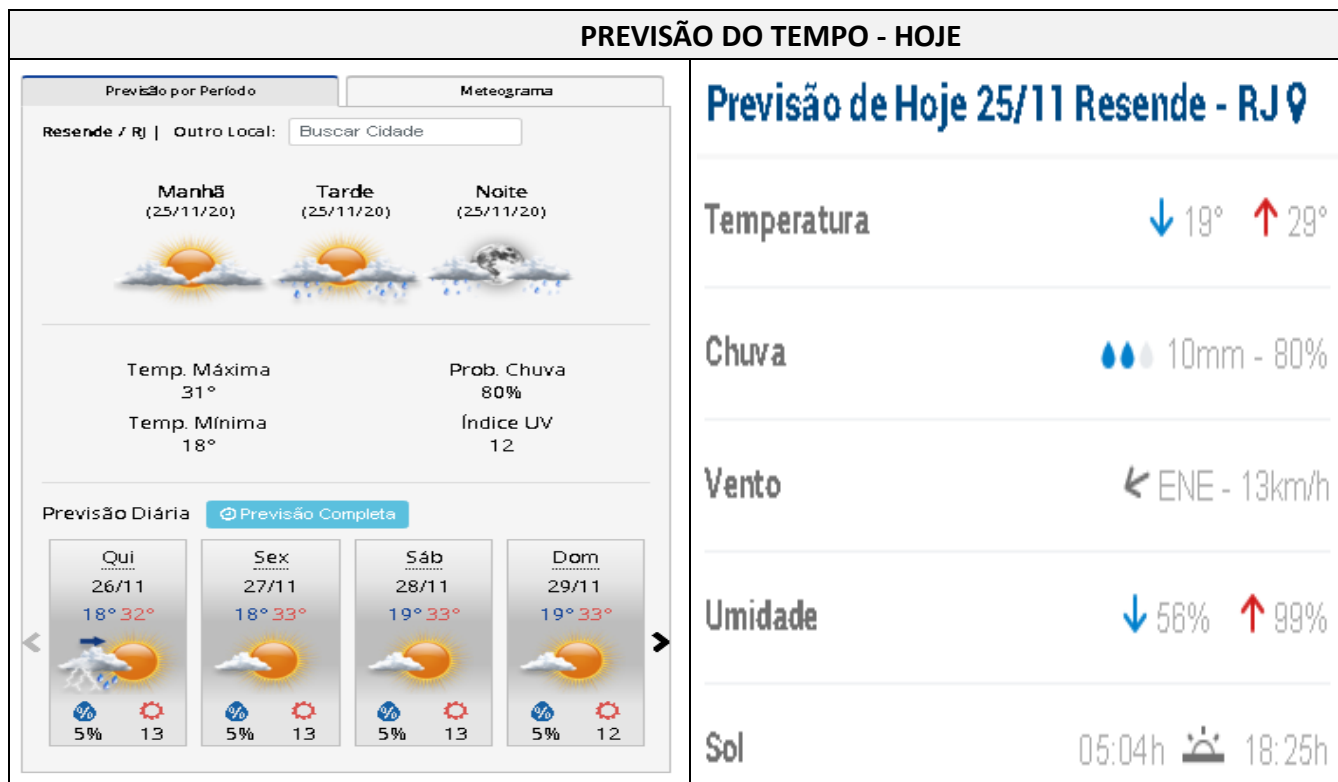 PREVISÃO DO TEMPO - HOJE
Previsão por Período
Meteograma
Resende / RJ | Outro Local: Buscar Cidade
Manhã Tarde Noite
(25/11/20) (25/11/20) (25/11/20)
Temp. Máxima Prob. Chuva
31° 80%
Temp. Mínima Índice UV
18° 12
Previsão Diária Previsão Completa
Qui Sex Sáb Dom
26/11 27/11 28/11 29/11
18° 32° 18° 33° 19° 33° 19° 33°
% % % %
5% 13 5% 13 5% 13 5% 12
Previsão de Hoje 25/11 Resende - RJ
Temperatura 19° 29°
Chuva 10mm - 80%
Vento ENE - 13km/h
Umidade 56% 99%
Sol 05:04h 18:25h